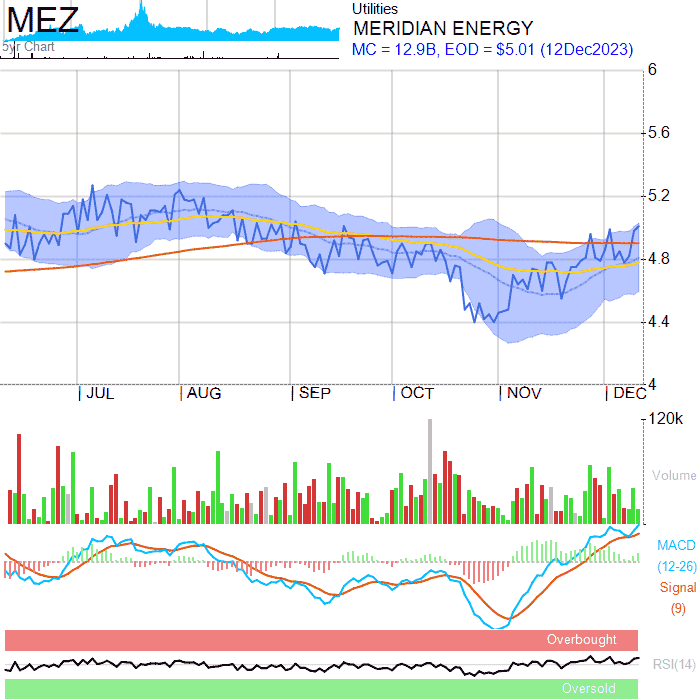 MEZ
5yr Chart
Utilities
MERIDIAN ENERGY
MC = 12.9B, EOD = $5.01 (12Dec2023)
6
5.6
5.2
4.8
4.4
4
JUL AUG SEP OCT NOV DEC
120k
Volume
MACD
(12-26)
Signal
(9)
Overbought
RSI(14)
Oversold